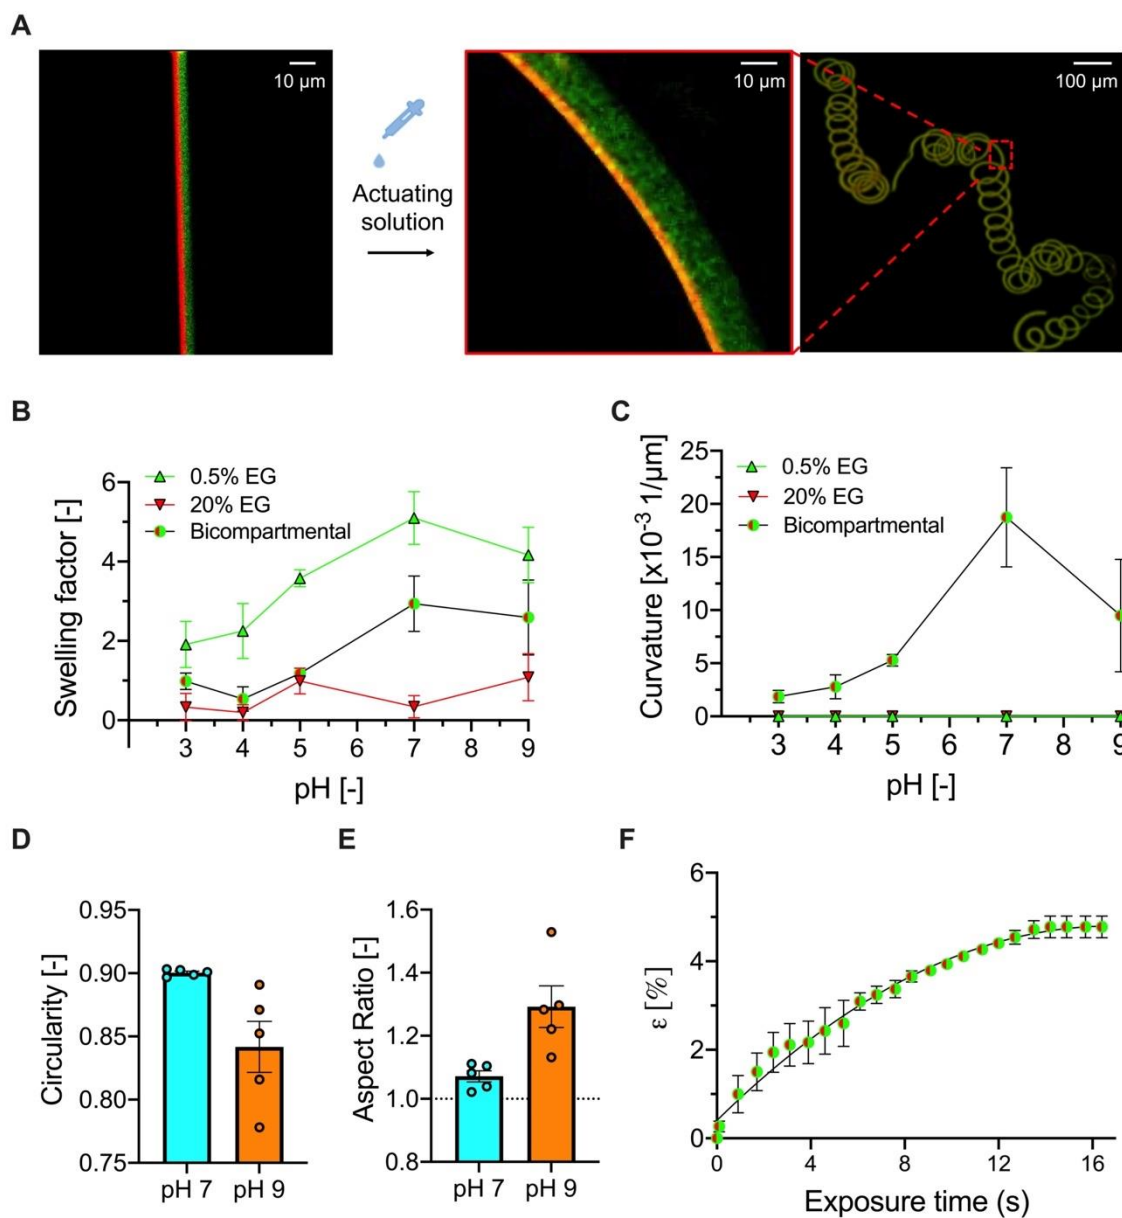 A
10 µm
Actuating
solution
10 µm
100 µm
B
0.5% EG
20% EG
Bicompartmental
Swelling factor [-]
6
4
2
0
3 4 5 6 7 8 9
pH [-]
C
0.5% EG
20% EG
Bicompartmental
Curvature [x10⁻³ 1/µm]
25
20
15
10
5
0
3 4 5 6 7 8 9
pH [-]
D
Circularity [-]
0.95
0.90
0.85
0.80
0.75
pH 7 pH 9
E
Aspect Ratio [-]
1.6
1.4
1.2
1.0
0.8
pH 7 pH 9
F
ε [%]
6
4
2
0
0 4 8 12 16
Exposure time (s)